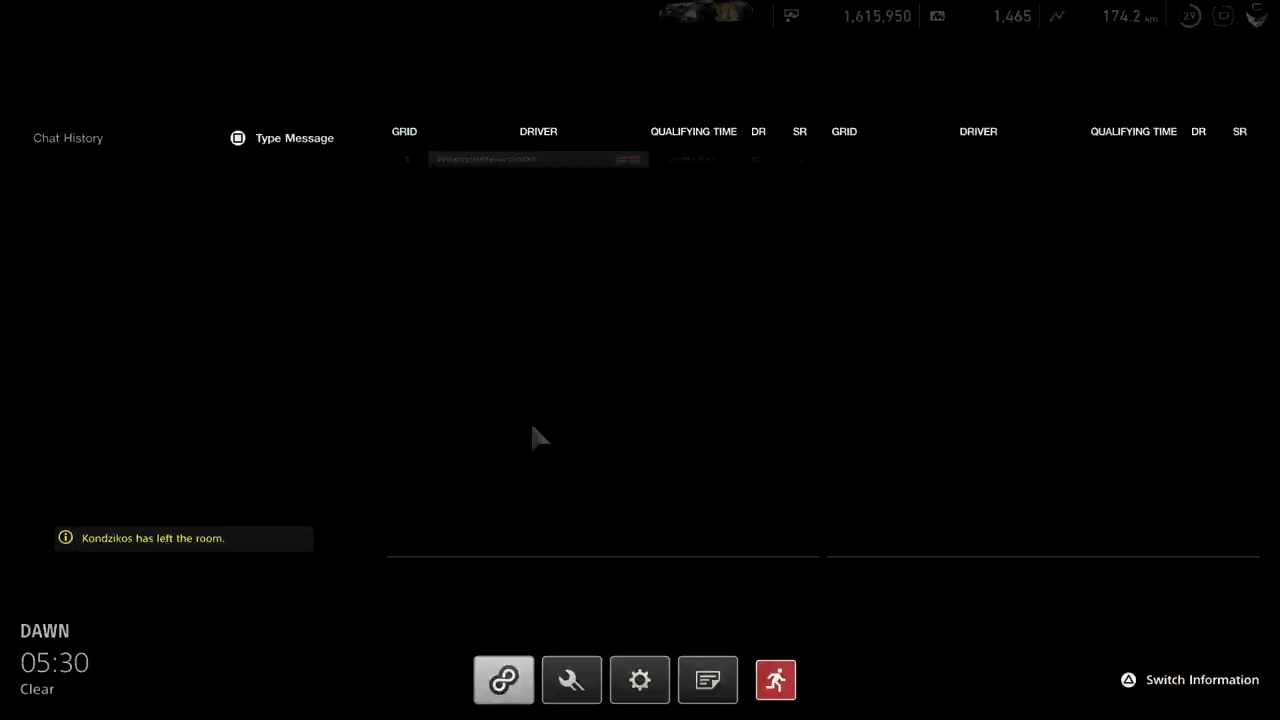 1,615,950 1,465 174.2 km 29 D
Chat History Type Message
GRID DRIVER QUALIFYING TIME DR SR GRID DRIVER QUALIFYING TIME DR SR
Kondzikos has left the room.
DAWN
05:30
Clear
Switch Information